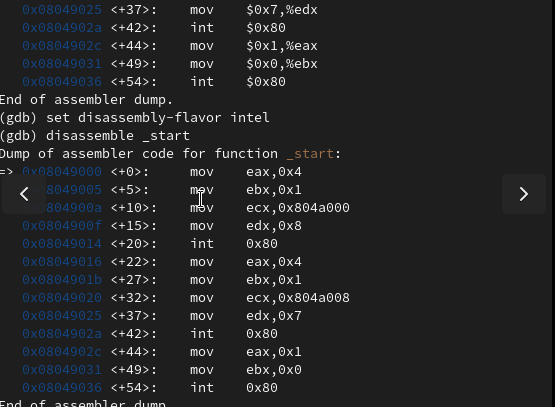 0x08049025 <+37>: mov $0x7,%edx
0x0804902a <+42>: int $0x80
0x0804902c <+44>: mov $0x1,%eax
0x08049031 <+49>: mov $0x0,%ebx
0x08049036 <+54>: int $0x80
End of assembler dump.
(gdb) set disassembly-flavor intel
(gdb) disassemble _start
Dump of assembler code for function _start:
=> 0x08049000 <+0>: mov eax,0x4
0x08049005 <+5>: mov ebx,0x1
0x0804900a <+10>: mov ecx,0x804a000
0x0804900f <+15>: mov edx,0x8
0x08049014 <+20>: int 0x80
0x08049016 <+22>: mov eax,0x4
0x0804901b <+27>: mov ebx,0x1
0x08049020 <+32>: mov ecx,0x804a008
0x08049025 <+37>: mov edx,0x7
0x0804902a <+42>: int 0x80
0x0804902c <+44>: mov eax,0x1
0x08049031 <+49>: mov ebx,0x0
0x08049036 <+54>: int 0x80
End of assembler dump